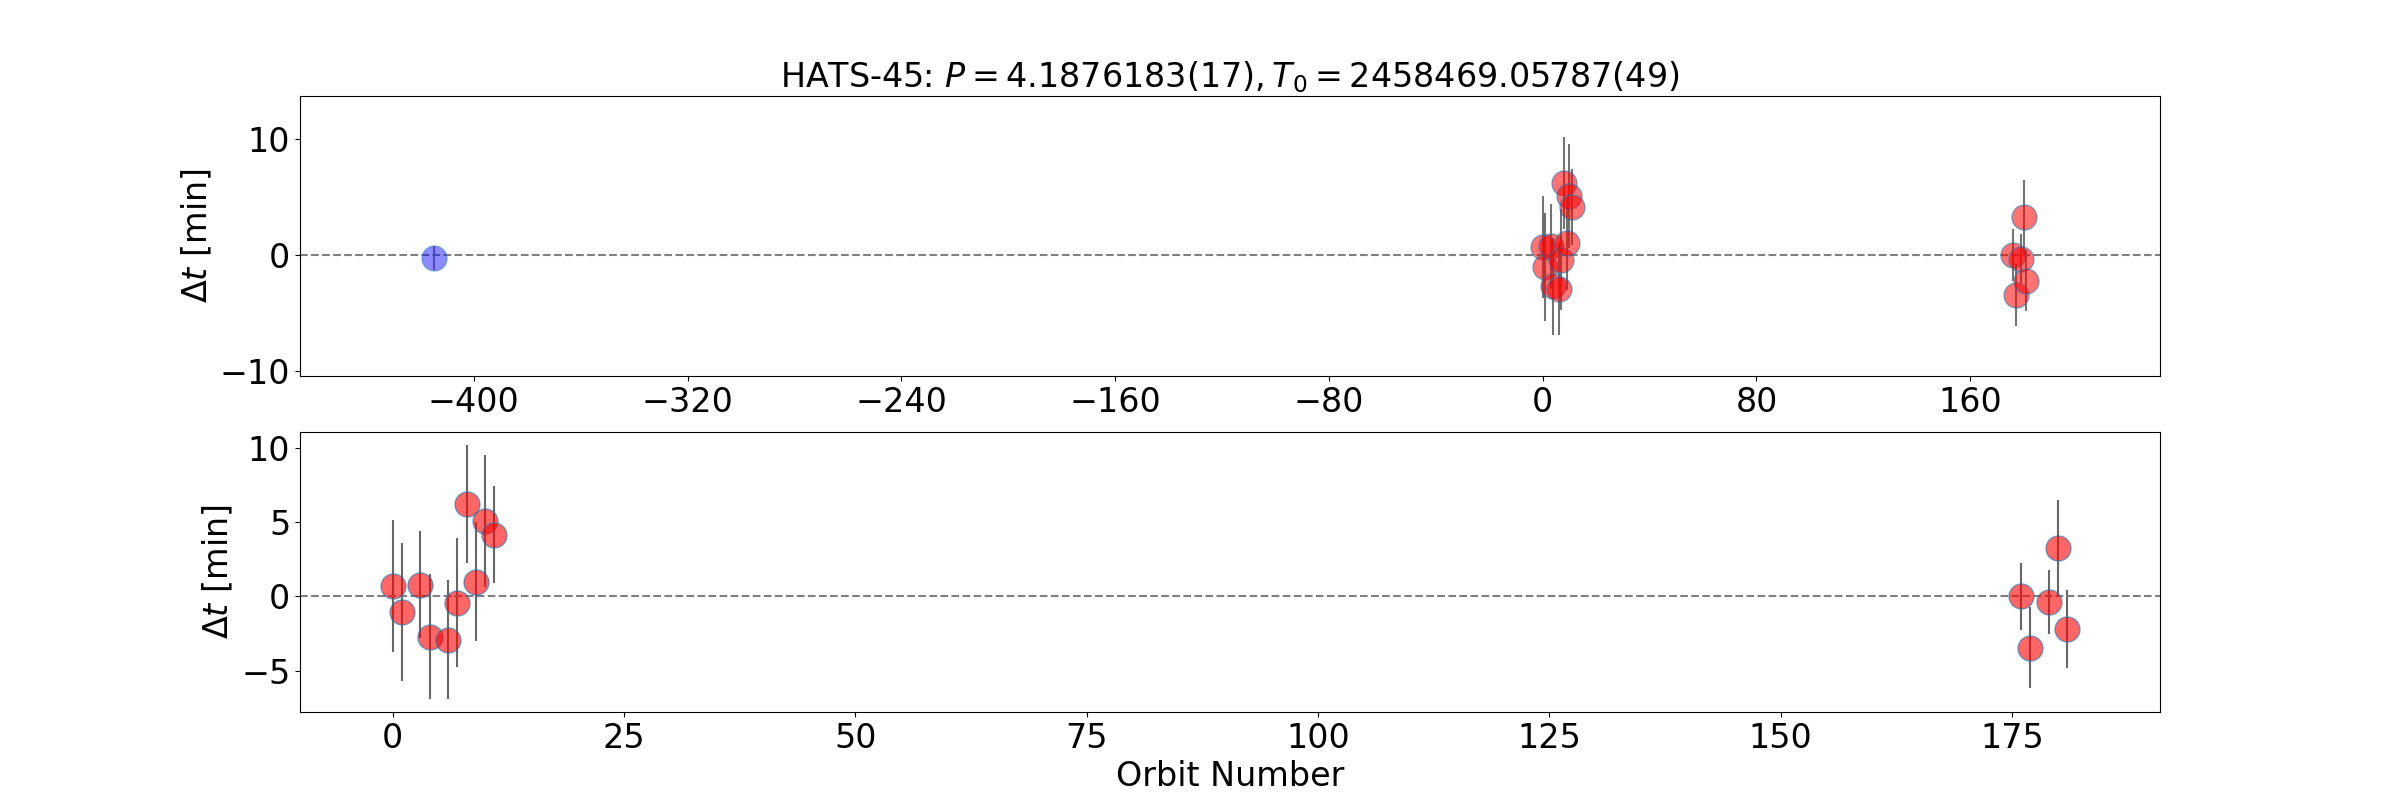 HATS-45: P = 4.1876183(17), T₀ = 2458469.05787(49)
Δt [min]
10
0
−10
−400 −320 −240 −160 −80 0 80 160
Δt [min]
10
5
0
−5
0 25 50 75 100 125 150 175
Orbit Number